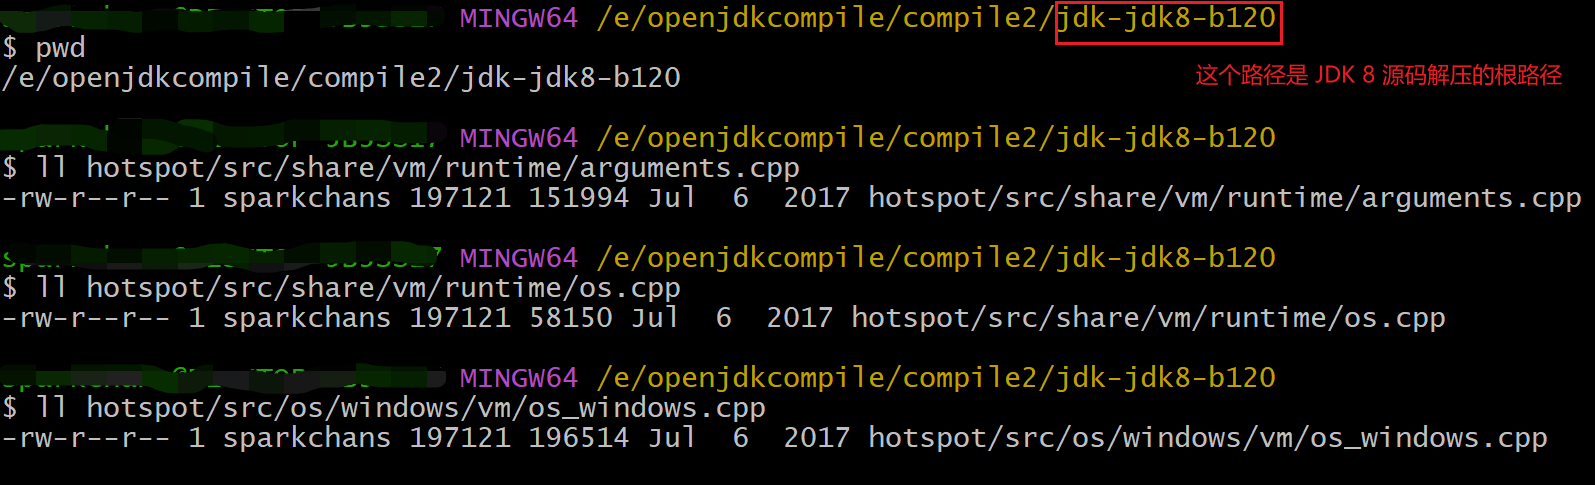 MINGW64 /e/openjdkcompile/compile2/jdk-jdk8-b120
$ pwd
/e/openjdkcompile/compile2/jdk-jdk8-b120
这个路径是 JDK 8 源码解压的根路径
MINGW64 /e/openjdkcompile/compile2/jdk-jdk8-b120
$ ll hotspot/src/share/vm/runtime/arguments.cpp
-rw-r--r-- 1 sparkchans 197121 151994 Jul  6  2017 hotspot/src/share/vm/runtime/arguments.cpp
MINGW64 /e/openjdkcompile/compile2/jdk-jdk8-b120
$ ll hotspot/src/share/vm/runtime/os.cpp
-rw-r--r-- 1 sparkchans 197121 58150 Jul  6  2017 hotspot/src/share/vm/runtime/os.cpp
MINGW64 /e/openjdkcompile/compile2/jdk-jdk8-b120
$ ll hotspot/src/os/windows/vm/os_windows.cpp
-rw-r--r-- 1 sparkchans 197121 196514 Jul  6  2017 hotspot/src/os/windows/vm/os_windows.cpp